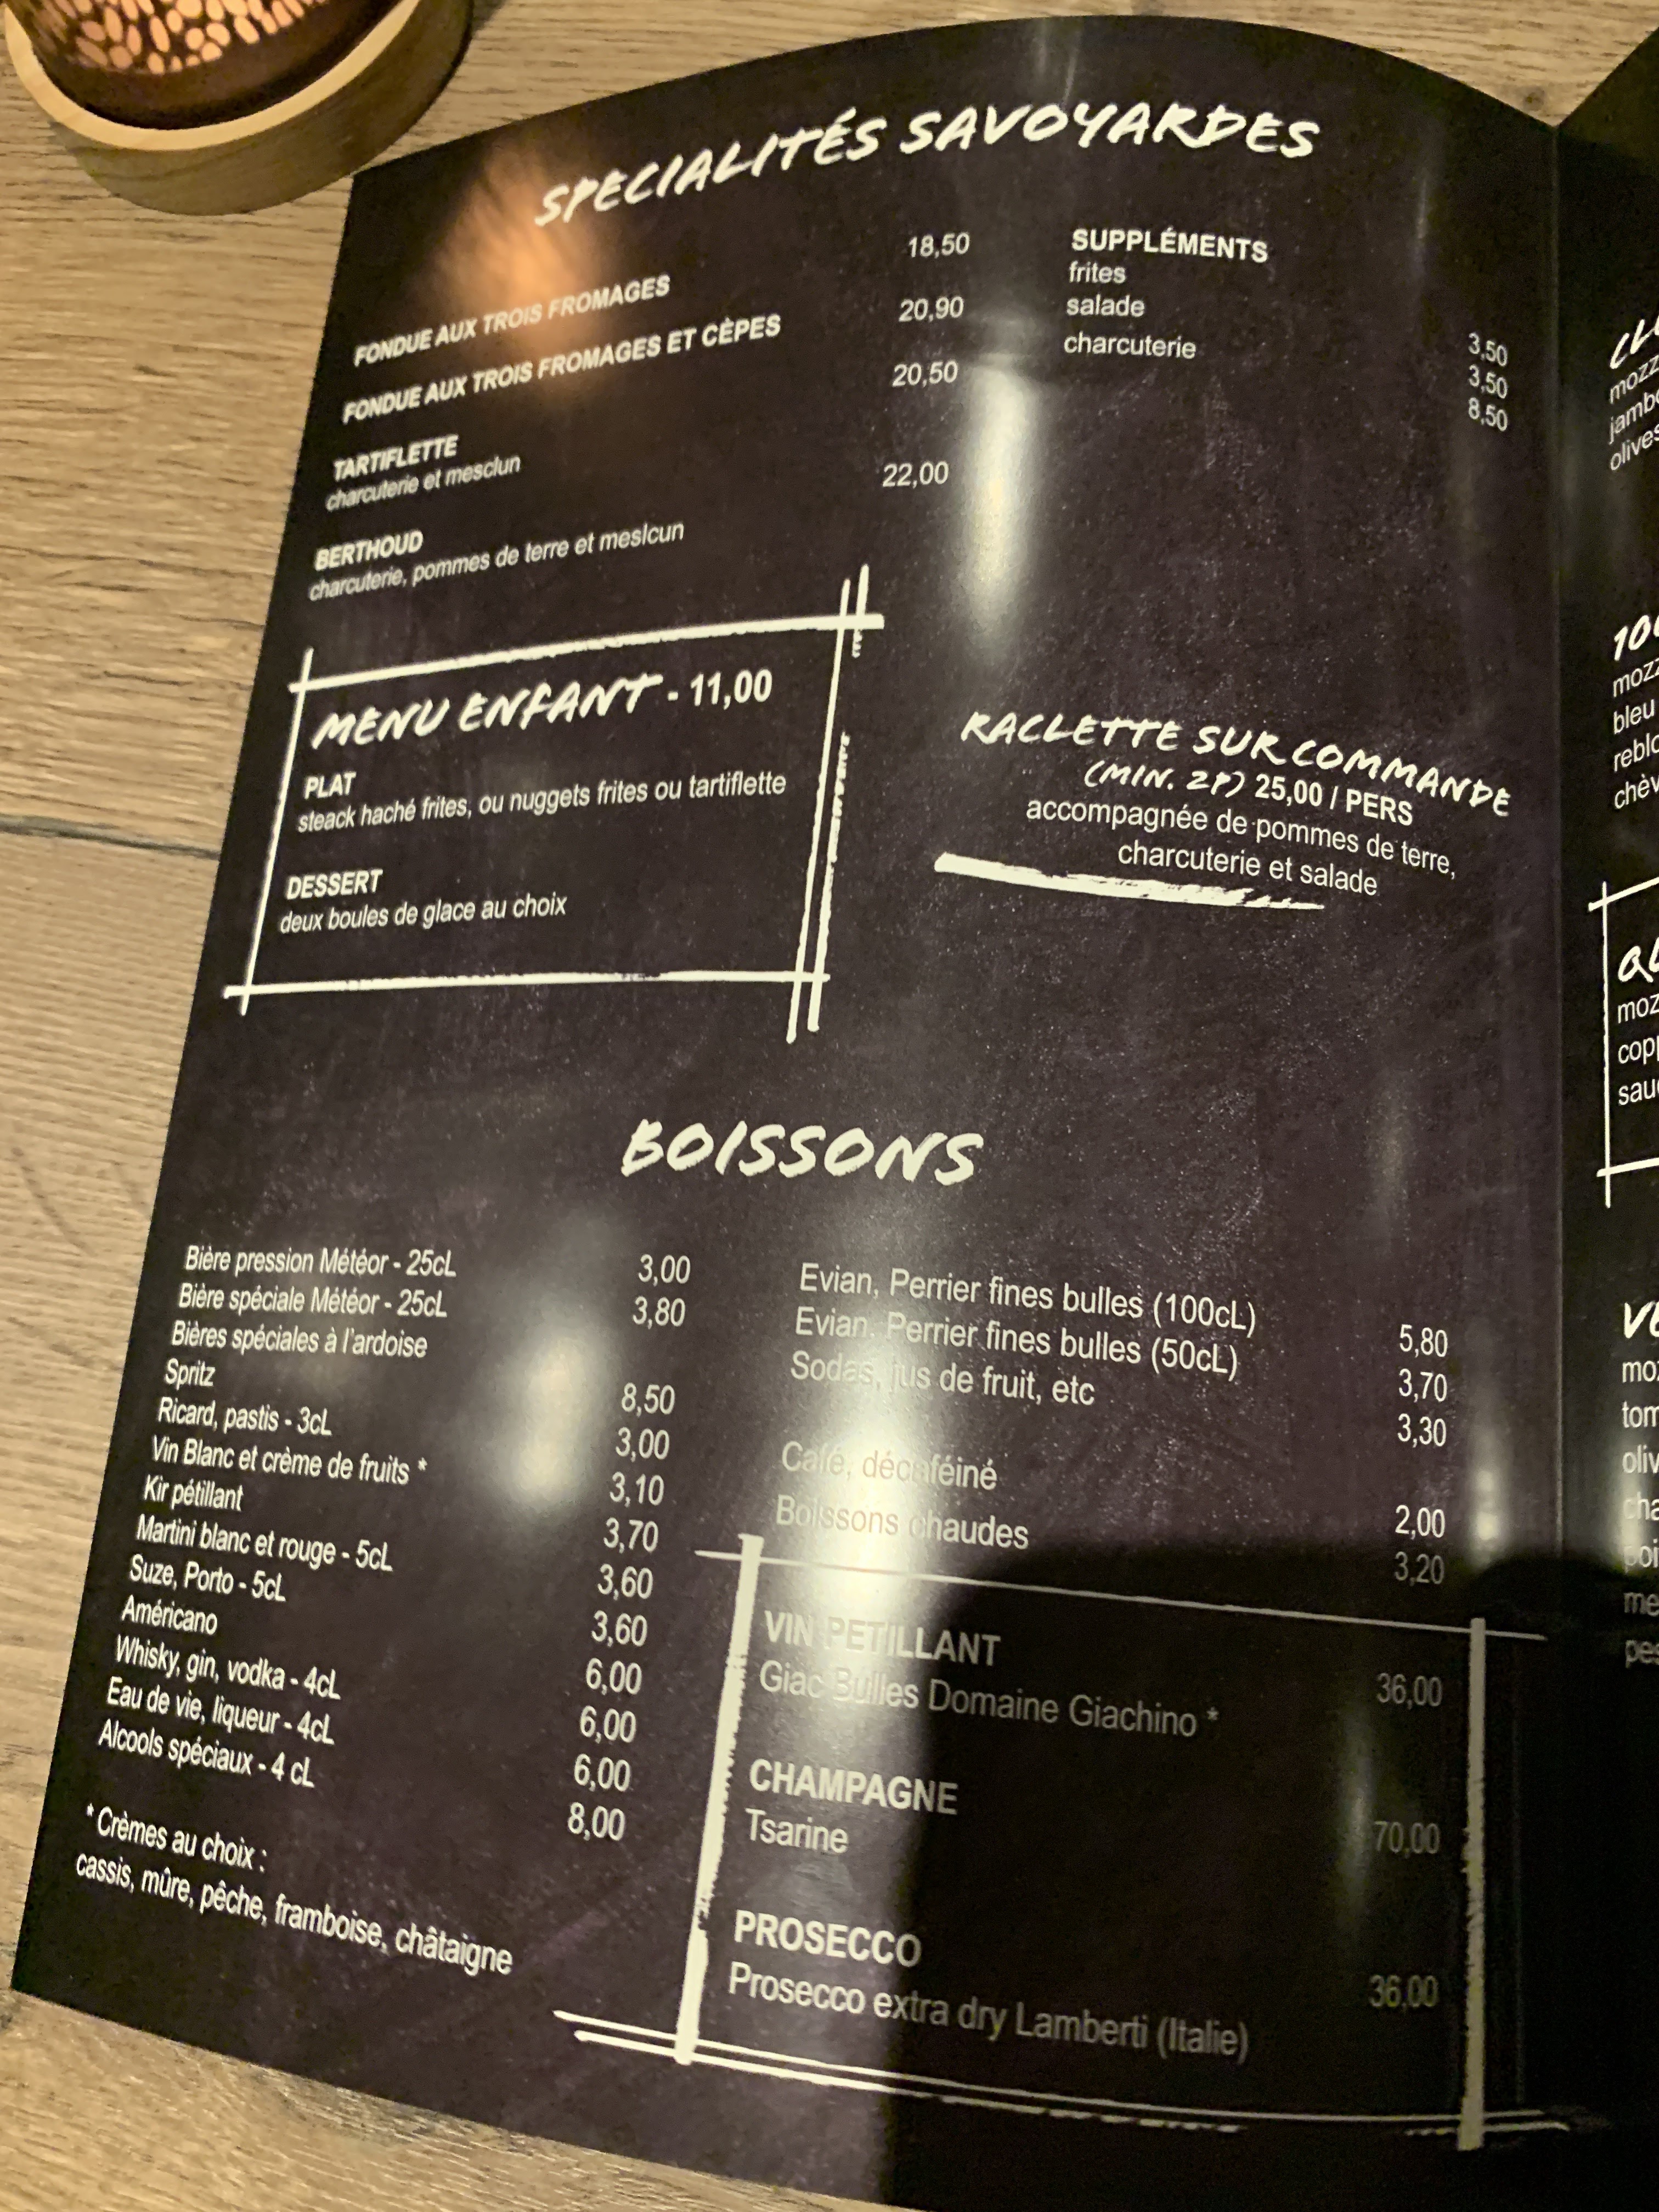 SPECIALITÉS SAVOYARDES
FONDUE AUX TROIS FROMAGES 18,50
FONDUE AUX TROIS FROMAGES ET CÈPES 20,90
TARTIFLETTE 20,50
charcuterie et mesclun
BERTHOUD 22,00
charcuterie, pommes de terre et meslcun
SUPPLÉMENTS
frites 3,50
salade 3,50
charcuterie 8,50
MENU ENFANT - 11,00
PLAT
steack haché frites, ou nuggets frites ou tartiflette
DESSERT
deux boules de glace au choix
RACLETTE SUR COMMANDE
(MIN. 2P) 25,00 / PERS
accompagnée de pommes de terre,
charcuterie et salade
BOISSONS
Bière pression Météor - 25cL 3,00
Bière spéciale Météor - 25cL 3,80
Bières spéciales à l'ardoise
Spritz 8,50
Ricard, pastis - 3cL 3,00
Vin Blanc et crème de fruits * 3,10
Kir pétillant 3,70
Martini blanc et rouge - 5cL 3,60
Suze, Porto - 5cL 3,60
Américano 6,00
Whisky, gin, vodka - 4cL 6,00
Eau de vie, liqueur - 4cL 6,00
Alcools spéciaux - 4 cL 8,00
* Crèmes au choix :
cassis, mûre, pêche, framboise, châtaigne
Evian, Perrier fines bulles (100cL) 5,80
Evian, Perrier fines bulles (50cL) 3,70
Sodas, jus de fruit, etc 3,30
Café, décaféiné 2,00
Boissons chaudes 3,20
VIN PETILLANT
Giac Bulles Domaine Giachino * 36,00
CHAMPAGNE
Tsarine 70,00
PROSECCO
Prosecco extra dry Lamberti (Italie) 36,00